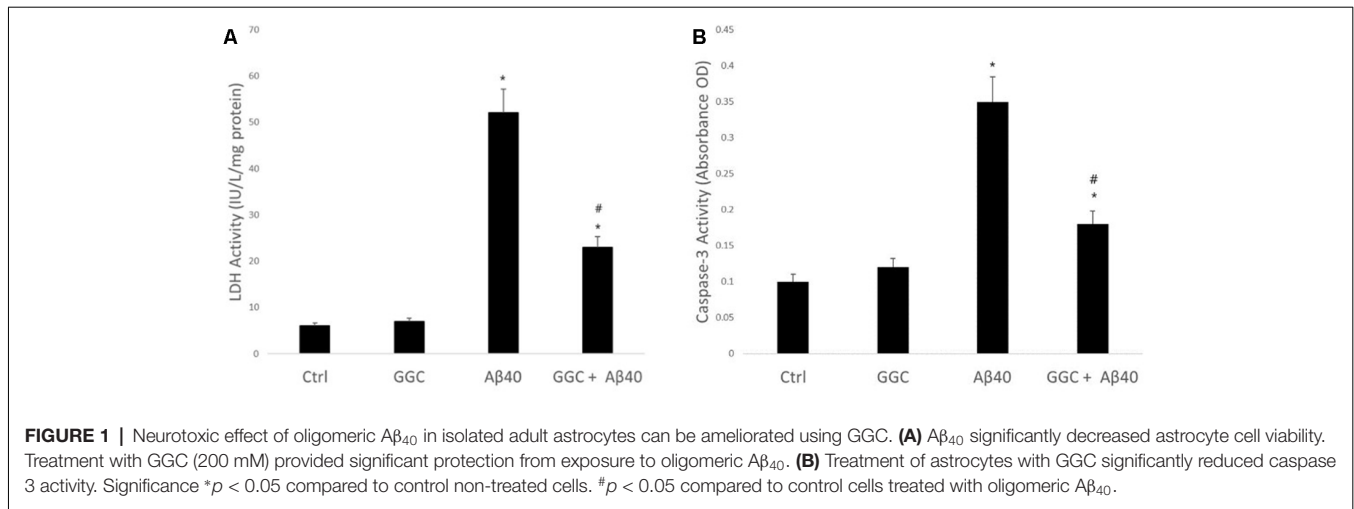 A
70
60
50
40
30
20
10
0
LDH Activity (IU/L/mg protein)
*
#
*
Ctrl
GGC
Aβ40
GGC + Aβ40
B
0.45
0.4
0.35
0.3
0.25
0.2
0.15
0.1
0.05
0
Caspase-3 Activity (Absorbance OD)
*
#
*
Ctrl
GGC
Aβ40
GGC + Aβ40
FIGURE 1 | Neurotoxic effect of oligomeric Aβ40 in isolated adult astrocytes can be ameliorated using GGC. (A) Aβ40 significantly decreased astrocyte cell viability.
Treatment with GGC (200 mM) provided significant protection from exposure to oligomeric Aβ40. (B) Treatment of astrocytes with GGC significantly reduced caspase
3 activity. Significance *p < 0.05 compared to control non-treated cells. #p < 0.05 compared to control cells treated with oligomeric Aβ40.